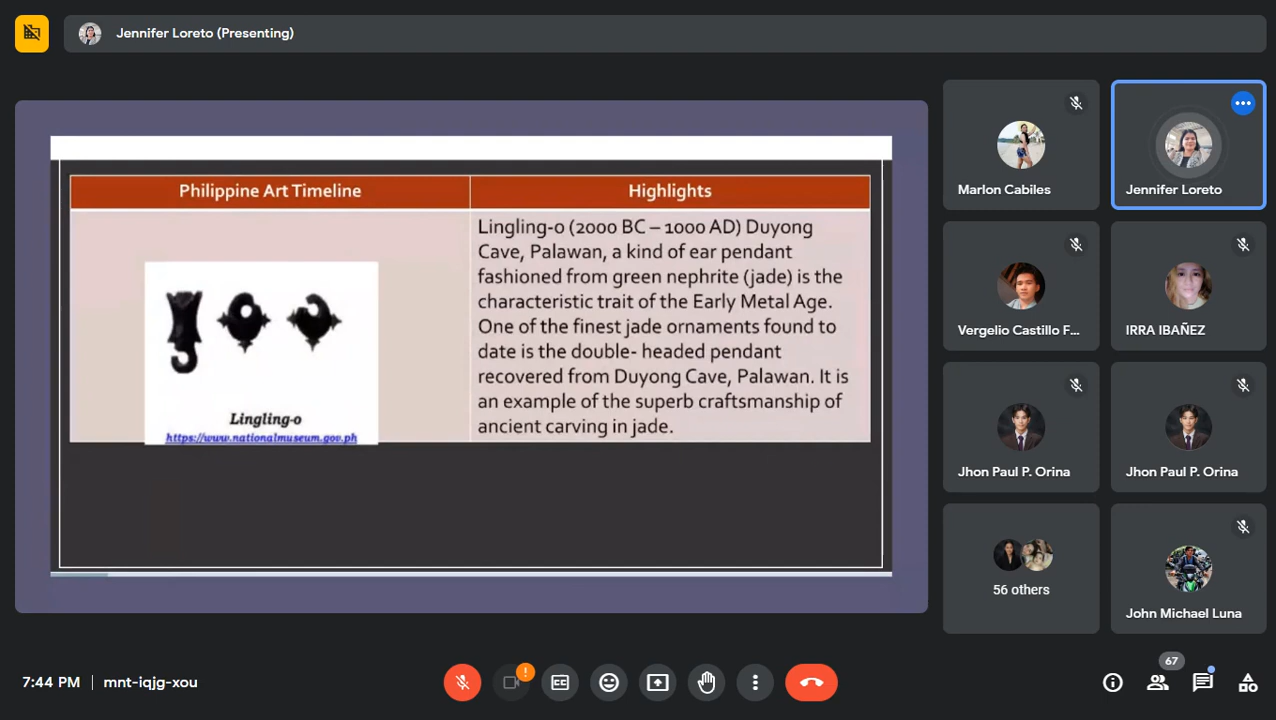 Jennifer Loreto (Presenting)
Philippine Art Timeline
Highlights
Lingling-o (2000 BC – 1000 AD) Duyong
Cave, Palawan, a kind of ear pendant
fashioned from green nephrite (jade) is the
characteristic trait of the Early Metal Age.
One of the finest jade ornaments found to
date is the double- headed pendant
recovered from Duyong Cave, Palawan. It is
an example of the superb craftsmanship of
ancient carving in jade.
Lingling-o
https://www.nationalmuseum.gov.ph
Marlon Cabiles
Jennifer Loreto
Vergelio Castillo F...
IRRA IBAÑEZ
Jhon Paul P. Orina
Jhon Paul P. Orina
56 others
John Michael Luna
7:44 PM | mnt-iqjg-xou
CC
67